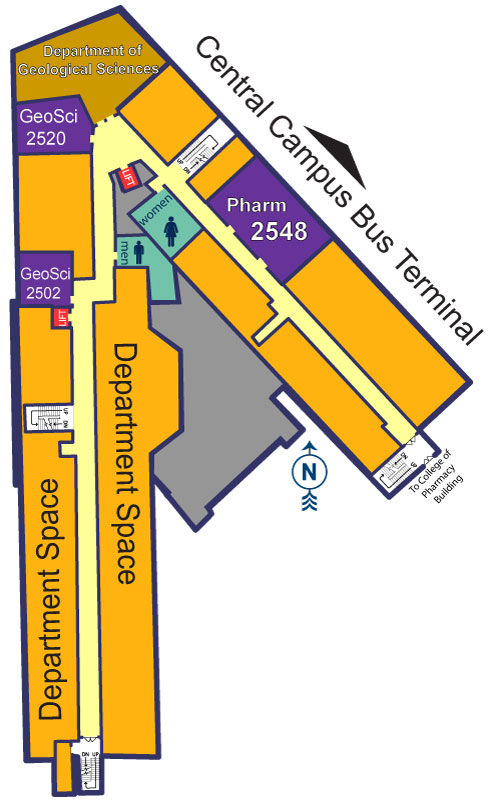 Department of
Geological Sciences
Central Campus Bus Terminal
GeoSci
2520
LIFT
women
Pharm
2548
men
GeoSci
2502
LIFT
UP
DN
Department Space
Department Space
N
To College of
Pharmacy
Building
DN UP